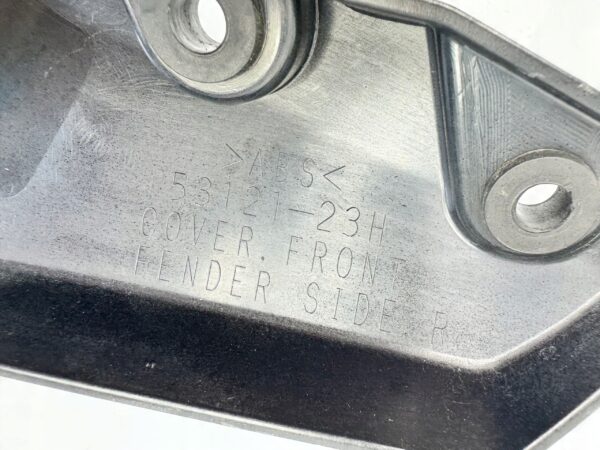 >ABS<
53121-23H
COVER.FRONT
FENDER SIDE R